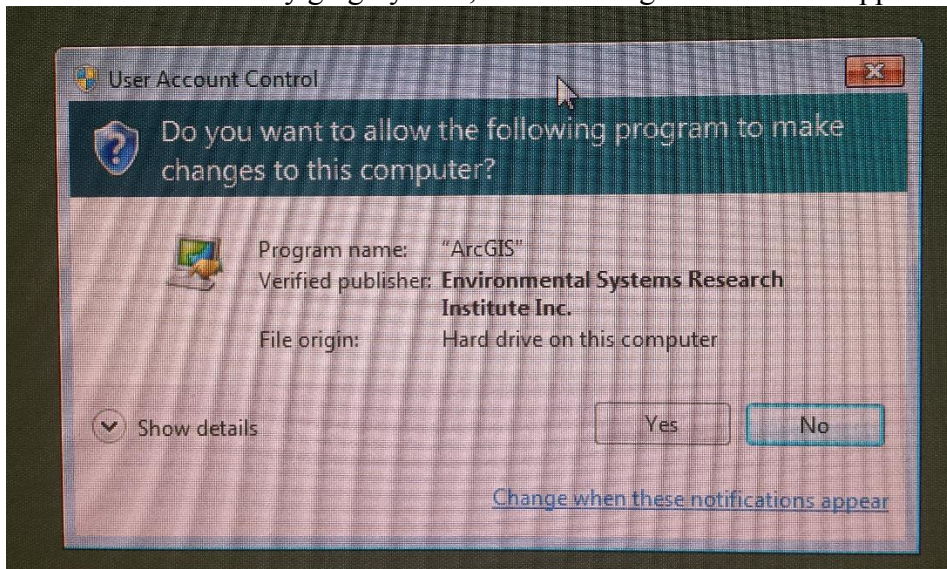 User Account Control
Do you want to allow the following program to make
changes to this computer?
Program name: "ArcGIS"
Verified publisher: Environmental Systems Research
Institute Inc.
File origin: Hard drive on this computer
Show details
Yes No
Change when these notifications appear